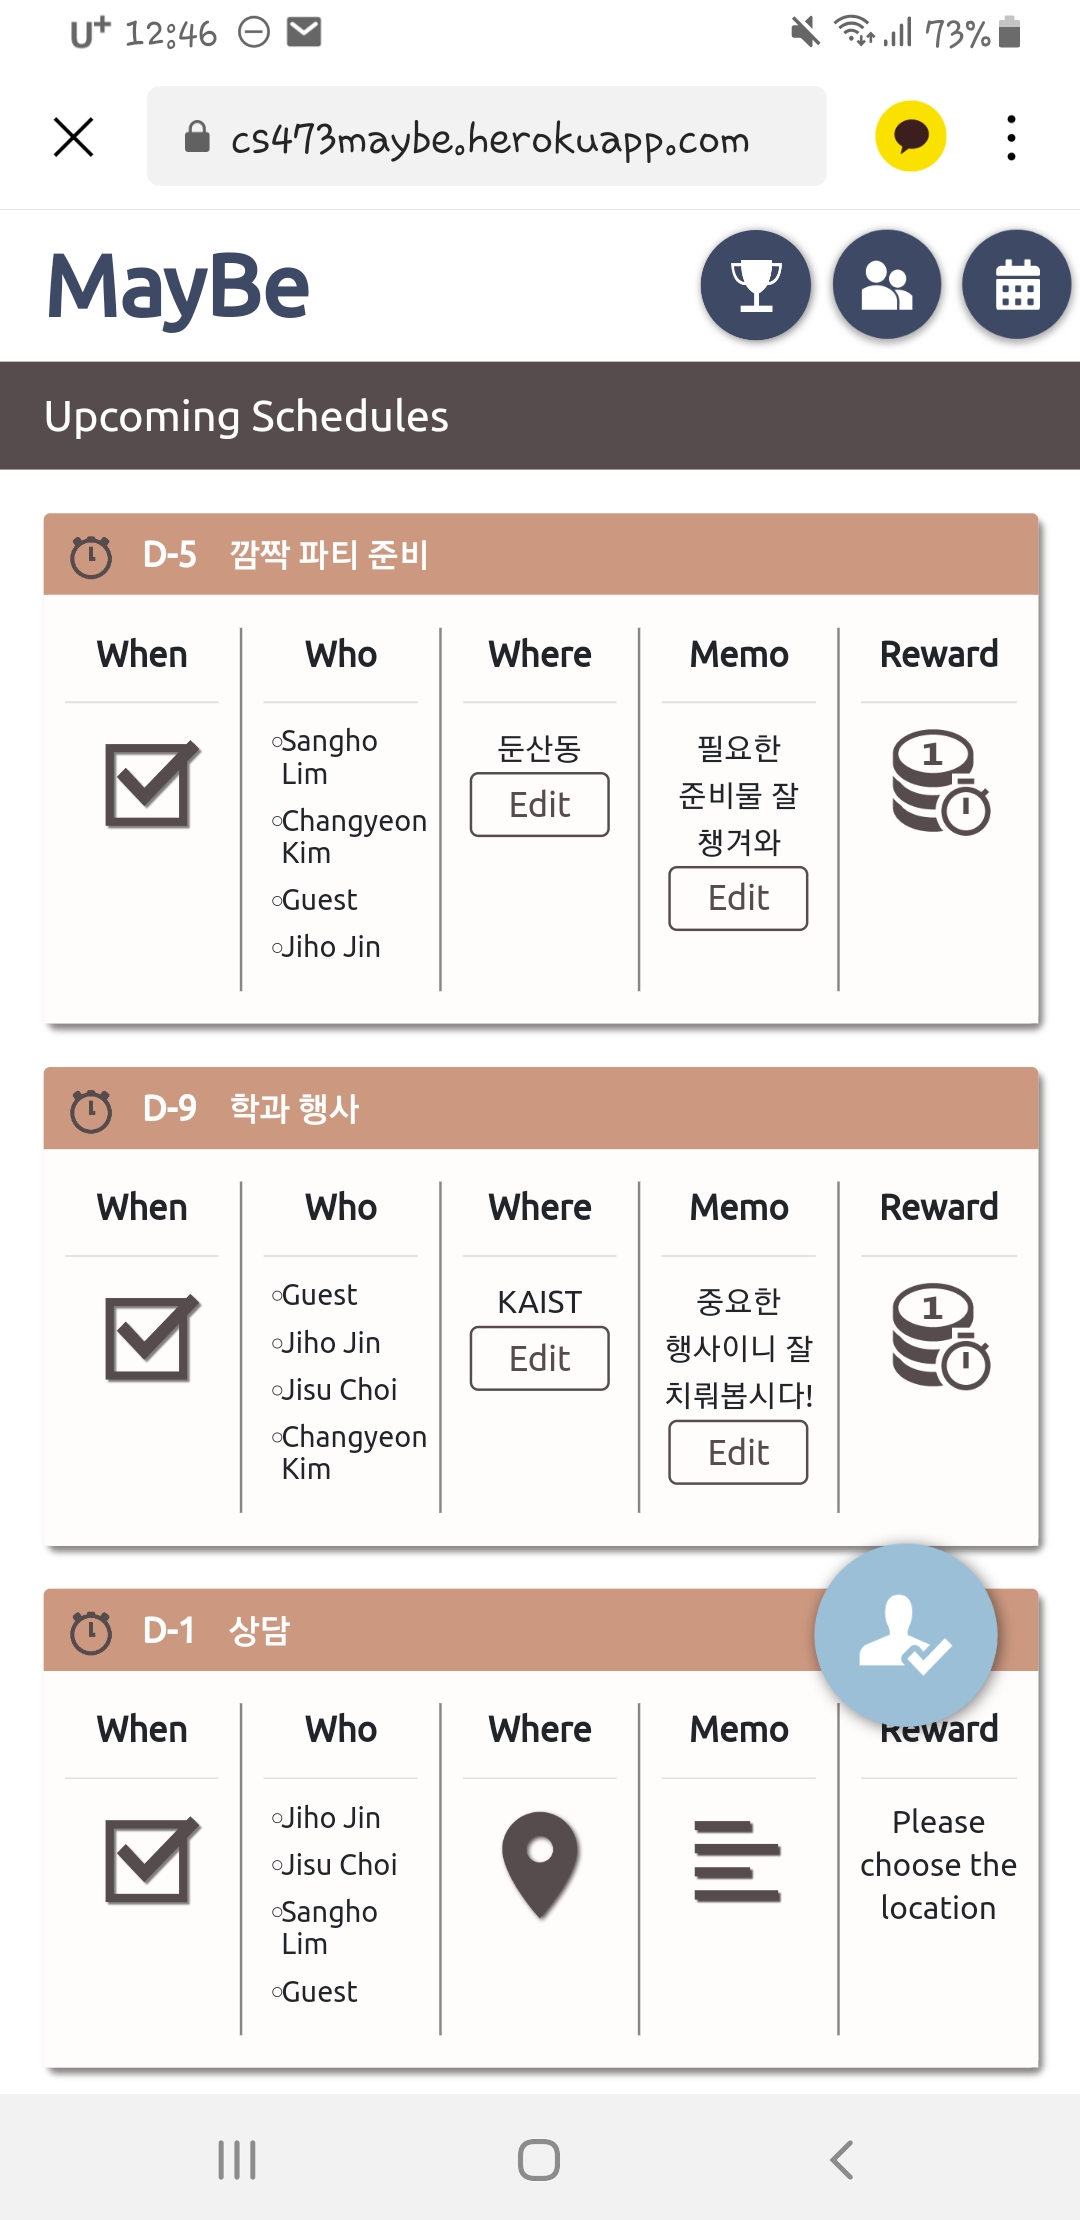 U+ 12:46 73%
cs473maybe.herokuapp.com
MayBe
Upcoming Schedules
D-5 깜짝 파티 준비
When Who Where Memo Reward
Sangho
Lim
Changyeon
Kim
Guest
Jiho Jin
둔산동
Edit
필요한
준비물 잘
챙겨와
Edit
1
D-9 학과 행사
When Who Where Memo Reward
Guest
Jiho Jin
Jisu Choi
Changyeon
Kim
KAIST
Edit
중요한
행사이니 잘
치뤄봅시다!
Edit
1
D-1 상담
When Who Where Memo Reward
Jiho Jin
Jisu Choi
Sangho
Lim
Guest
Please
choose the
location